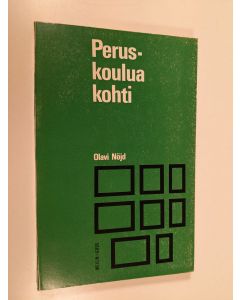 Perus-
koulua
kohti
Olavi Nöjd